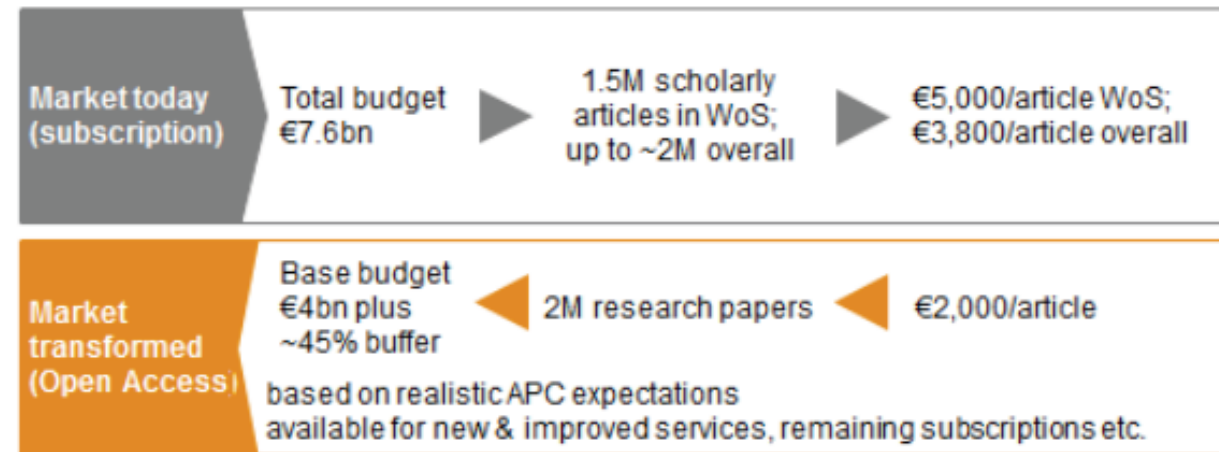 Market today
(subscription)
Total budget
€7.6bn
1.5M scholarly
articles in WoS;
up to ~2M overall
€5,000/article WoS;
€3,800/article overall
Market
transformed
(Open Access)
Base budget
€4bn plus
~45% buffer
2M research papers
€2,000/article
based on realistic APC expectations
available for new & improved services, remaining subscriptions etc.